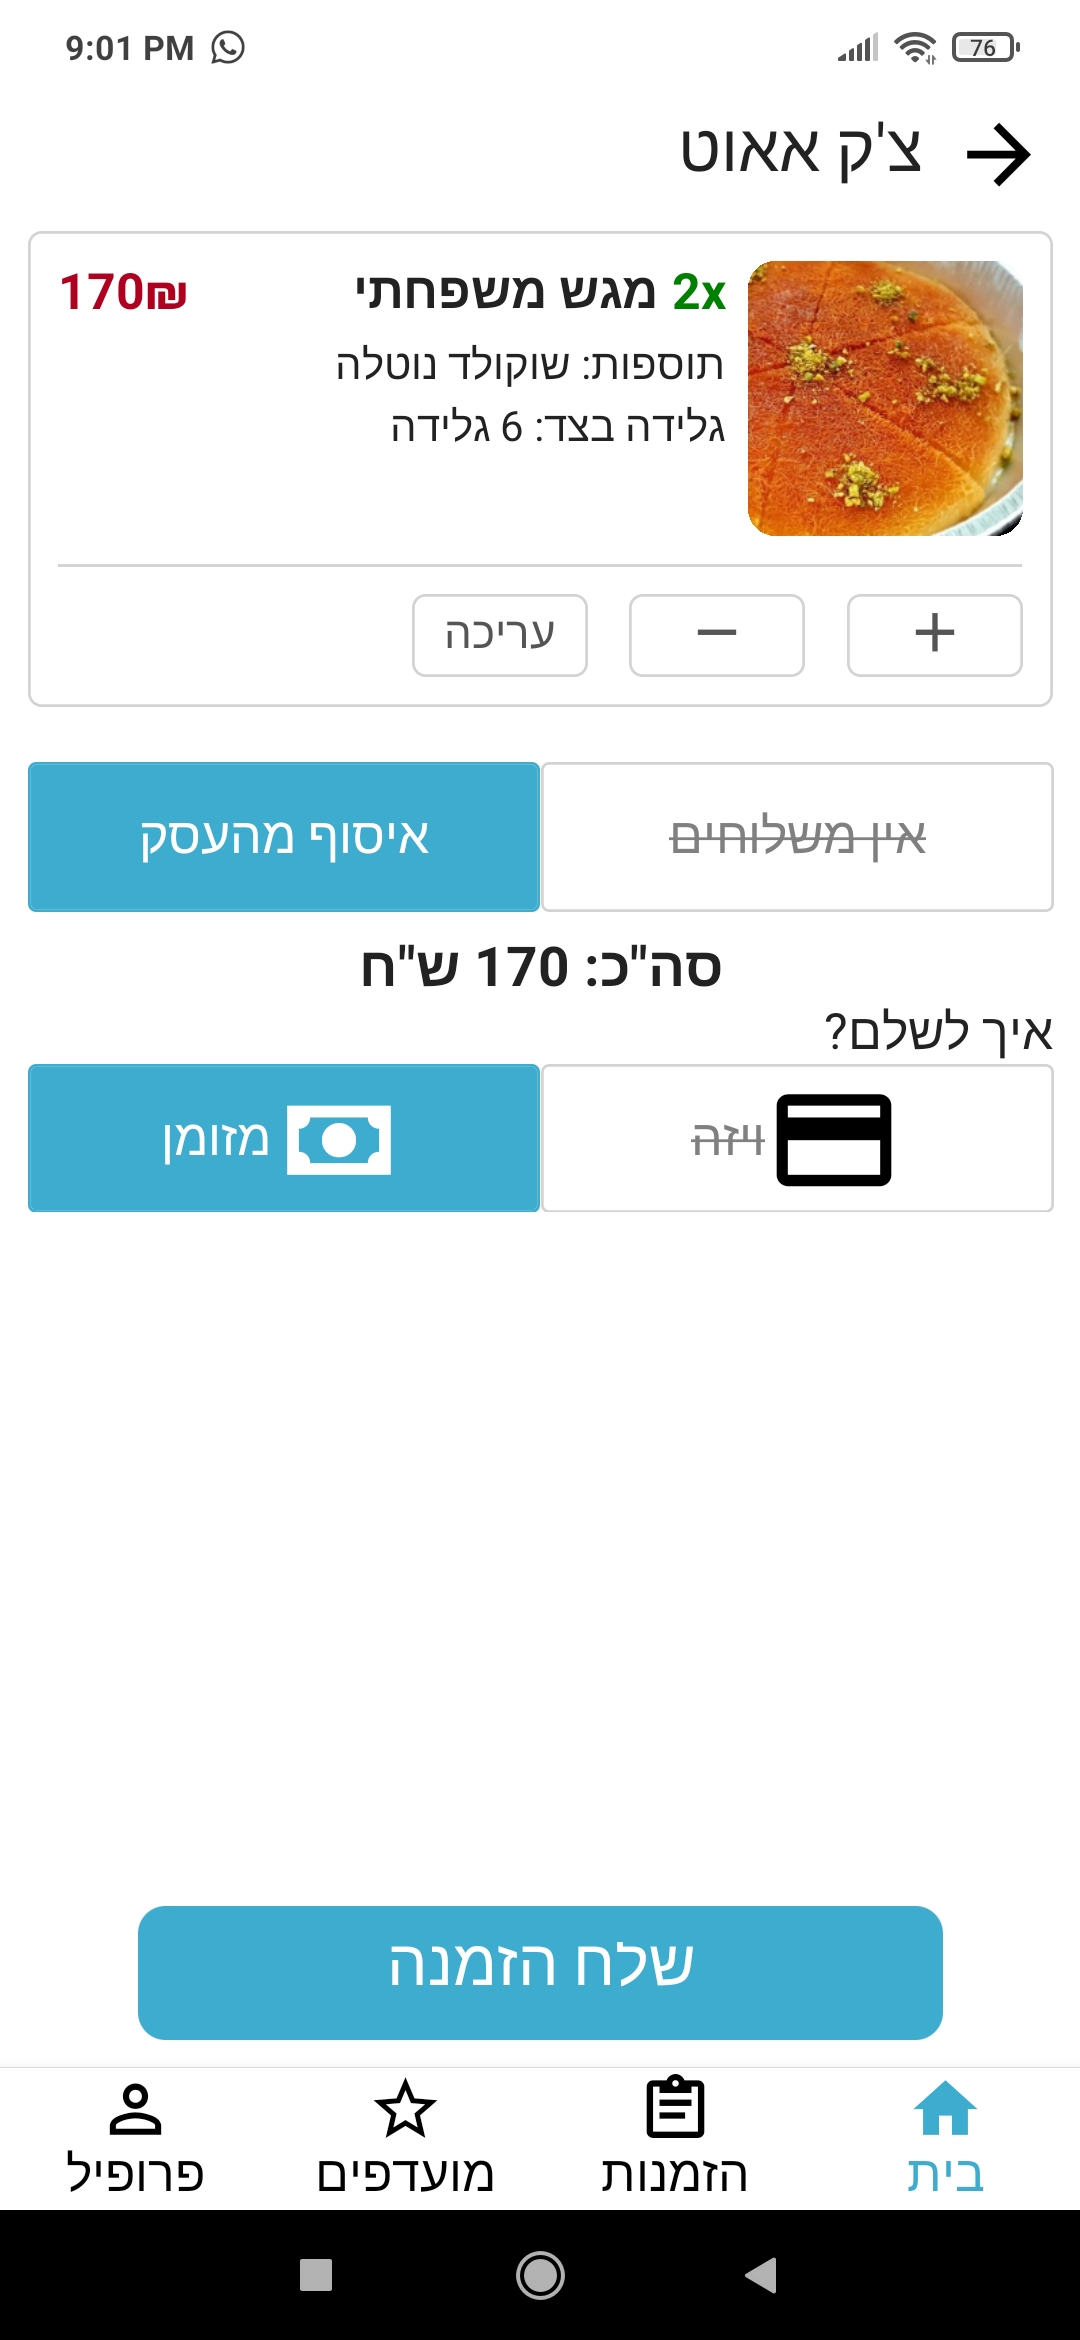 9:01 PM
76
צ'ק אאוט
2x מגש משפחתי
₪170
תוספות: שוקולד נוטלה
גלידה בצד: 6 גלידה
+
−
עריכה
אין משלוחים
איסוף מהעסק
סה"כ: 170 ש"ח
איך לשלם?
ויזה
מזומן
שלח הזמנה
בית
הזמנות
מועדפים
פרופיל